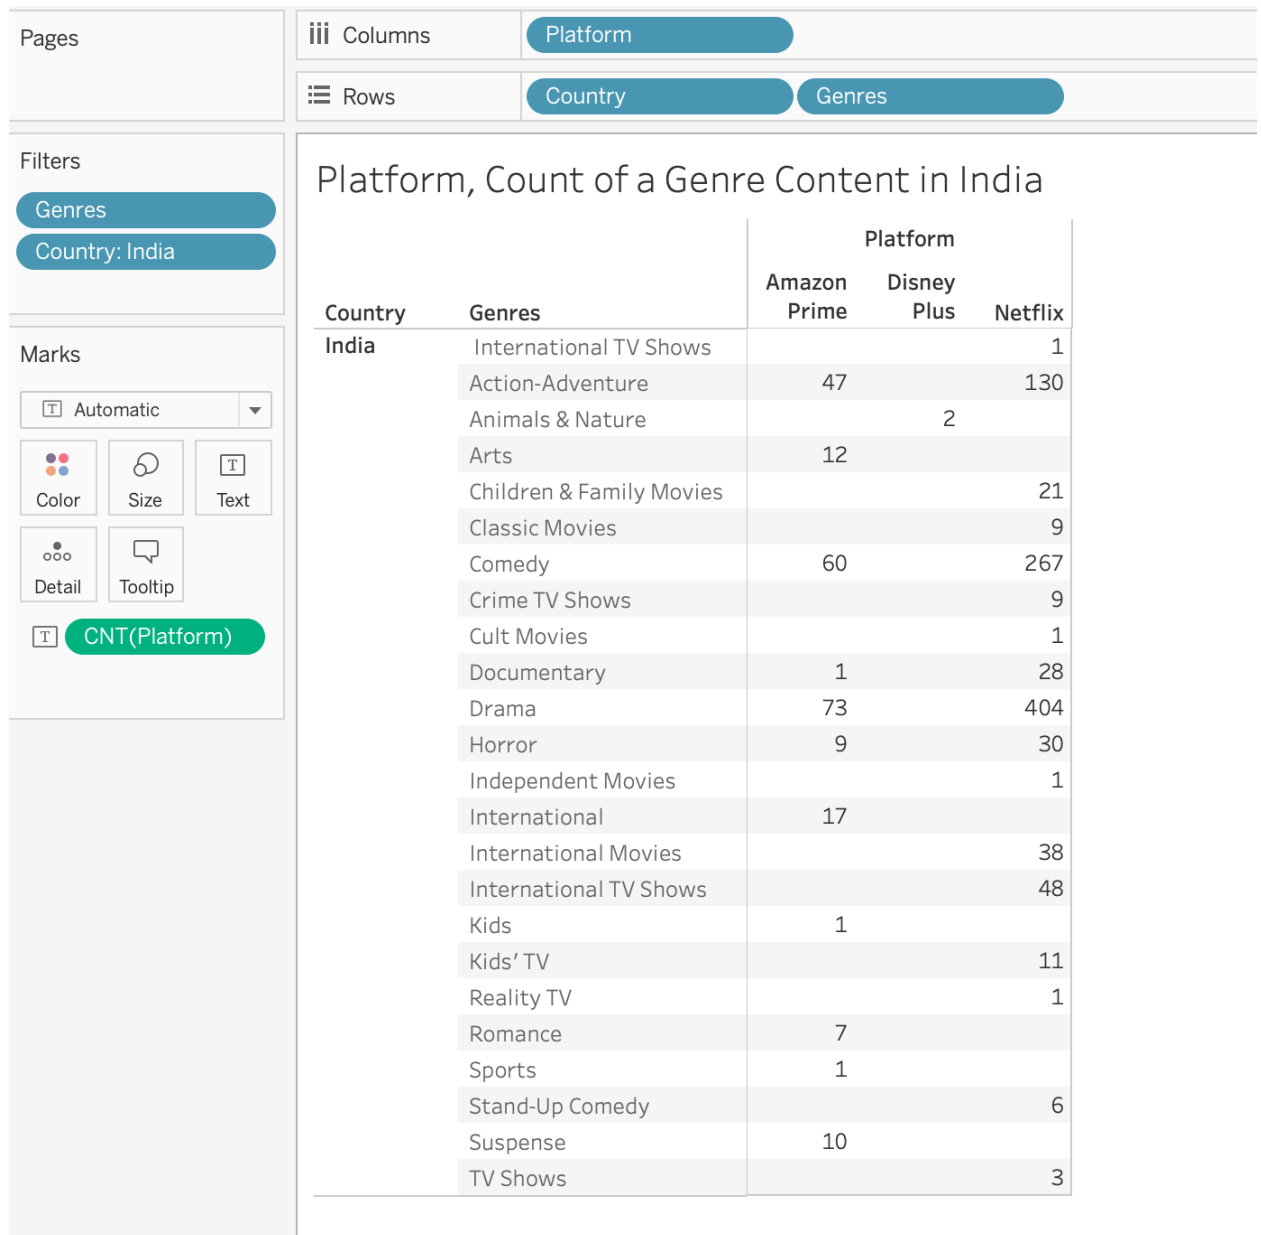 Pages
Columns Platform
Rows Country Genres
Filters
Genres
Country: India
Marks
T Automatic
Color Size T Text
Detail Tooltip
T CNT(Platform)
Platform, Count of a Genre Content in India
Platform
Country Genres Amazon Prime Disney Plus Netflix
India International TV Shows 1
Action-Adventure 47 130
Animals & Nature 2
Arts 12
Children & Family Movies 21
Classic Movies 9
Comedy 60 267
Crime TV Shows 9
Cult Movies 1
Documentary 1 28
Drama 73 404
Horror 9 30
Independent Movies 1
International 17
International Movies 38
International TV Shows 48
Kids 1
Kids’ TV 11
Reality TV 1
Romance 7
Sports 1
Stand-Up Comedy 6
Suspense 10
TV Shows 3